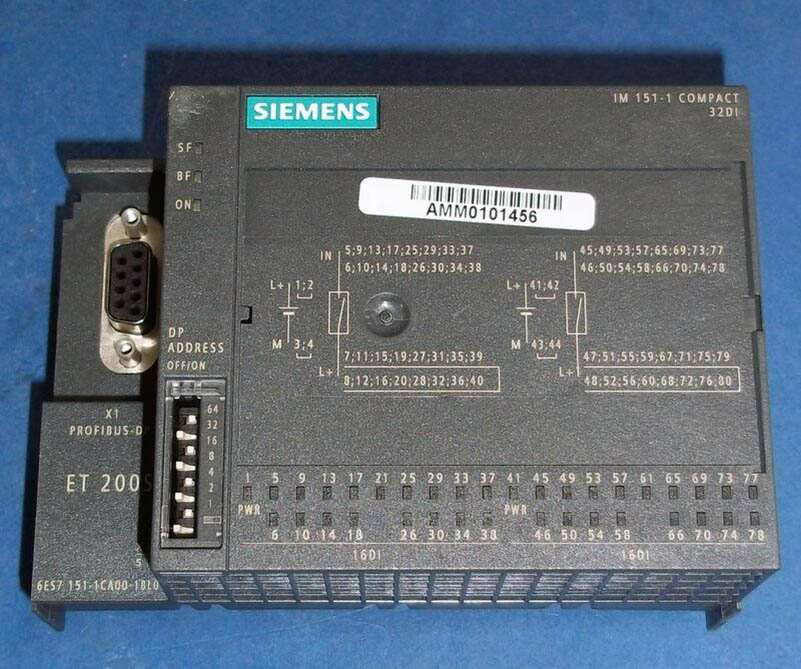 SIEMENS
IM 151-1 COMPACT
32DI
SF
BF
ON
AMM0101456
IN
5;9;13;17;25;29;33;37
6;10;14;18;26;30;34;38
L+
1;2
M
3;4
7;11;15;19;27;31;35;39
L+
8;12;16;20;28;32;36;40
IN
45;49;53;57;65;69;73;77
46;50;54;58;66;70;74;78
L+
41;42
M
43;44
47;51;55;59;67;71;75;79
L+
48;52;56;60;68;72;76;80
DP
ADDRESS
OFF/ON
64
32
16
8
4
2
1
X1
PROFIBUS-DP
ET 200S
6ES7 151-1CA00-1BL0
1 5 9 13 17 21 25 29 33 37 41 45 49 53 57 61 65 69 73 77
PWR PWR
6 10 14 18 26 30 34 38 46 50 54 58 66 70 74 78
16DI 16DI